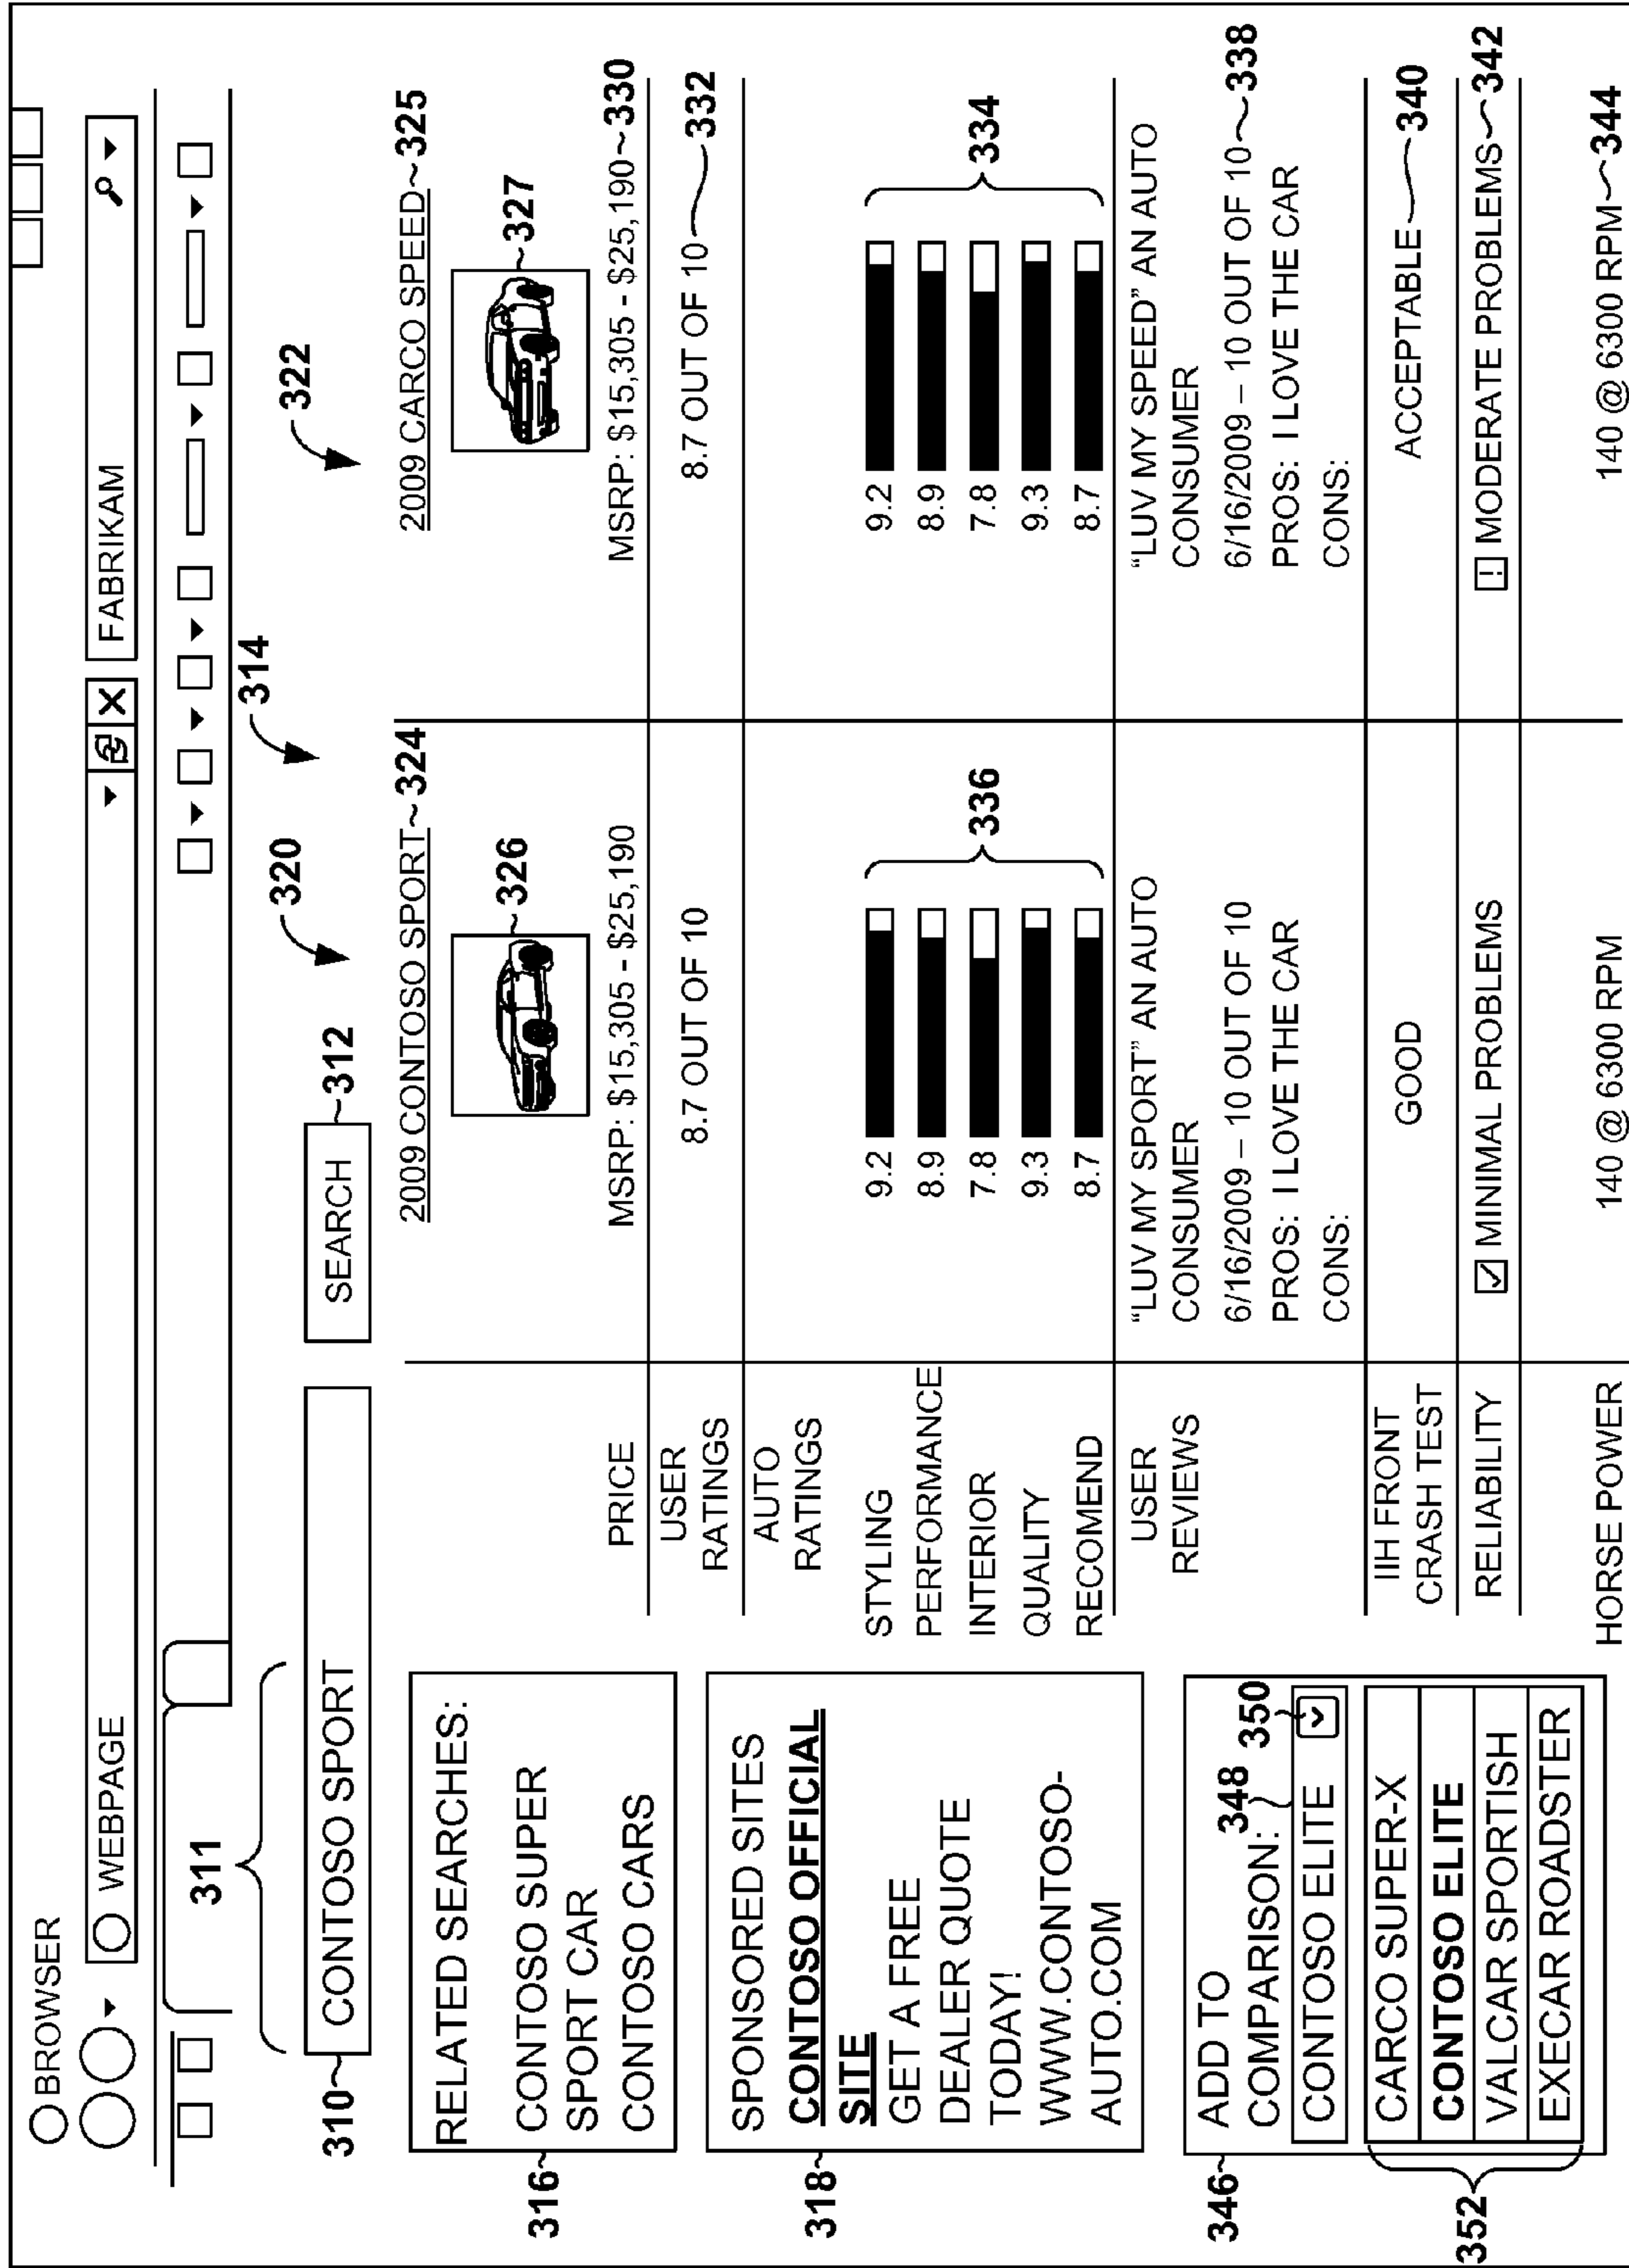 BROWSER
WEBPAGE
FABRIKAM
311
310
CONTOSO SPORT
SEARCH
312
320
314
322
316
RELATED SEARCHES:
CONTOSO SUPER
SPORT CAR
CONTOSO CARS
318
SPONSORED SITES
CONTOSO OFFICIAL
SITE
GET A FREE
DEALER QUOTE
TODAY!
WWW.CONTOSO-
AUTO.COM
346
ADD TO
COMPARISON:
348
350
CONTOSO ELITE
352
CARCO SUPER-X
CONTOSO ELITE
VALCAR SPORTISH
EXECAR ROADSTER
2009 CONTOSO SPORT 324
2009 CARCO SPEED 325
326
327
PRICE
MSRP: $15,305 - $25,190
MSRP: $15,305 - $25,190 330
USER
RATINGS
8.7 OUT OF 10
8.7 OUT OF 10 332
AUTO
RATINGS
STYLING
9.2
9.2
PERFORMANCE
8.9
8.9
INTERIOR
7.8
336
7.8
334
QUALITY
9.3
9.3
RECOMEND
8.7
8.7
USER
REVIEWS
"LUV MY SPORT" AN AUTO
CONSUMER
6/16/2009 – 10 OUT OF 10
PROS: I LOVE THE CAR
CONS:
"LUV MY SPEED" AN AUTO
CONSUMER
6/16/2009 – 10 OUT OF 10 338
PROS: I LOVE THE CAR
CONS:
IIH FRONT
CRASH TEST
GOOD
ACCEPTABLE 340
RELIABILITY
MINIMAL PROBLEMS
! MODERATE PROBLEMS 342
HORSE POWER
140 @ 6300 RPM
140 @ 6300 RPM 344